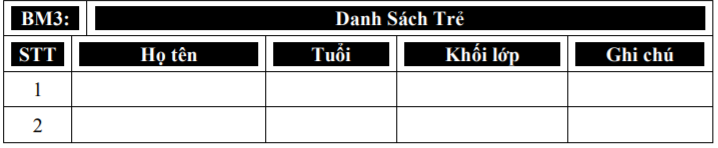 BM3: Danh Sách Trẻ
STT Họ tên Tuổi Khối lớp Ghi chú
1
2